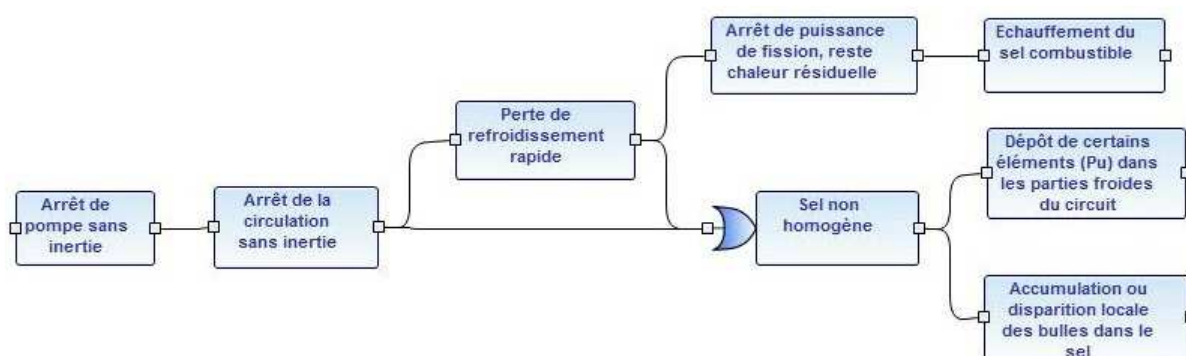 Arrêt de
pompe sans
inertie
Arrêt de la
circulation
sans inertie
Perte de
refroidissement
rapide
Arrêt de puissance
de fission, reste
chaleur résiduelle
Echauffement du
sel combustible
Sel non
homogène
Dépôt de certains
éléments (Pu) dans
les parties froides
du circuit
Accumulation ou
disparition locale
des bulles dans le
sel